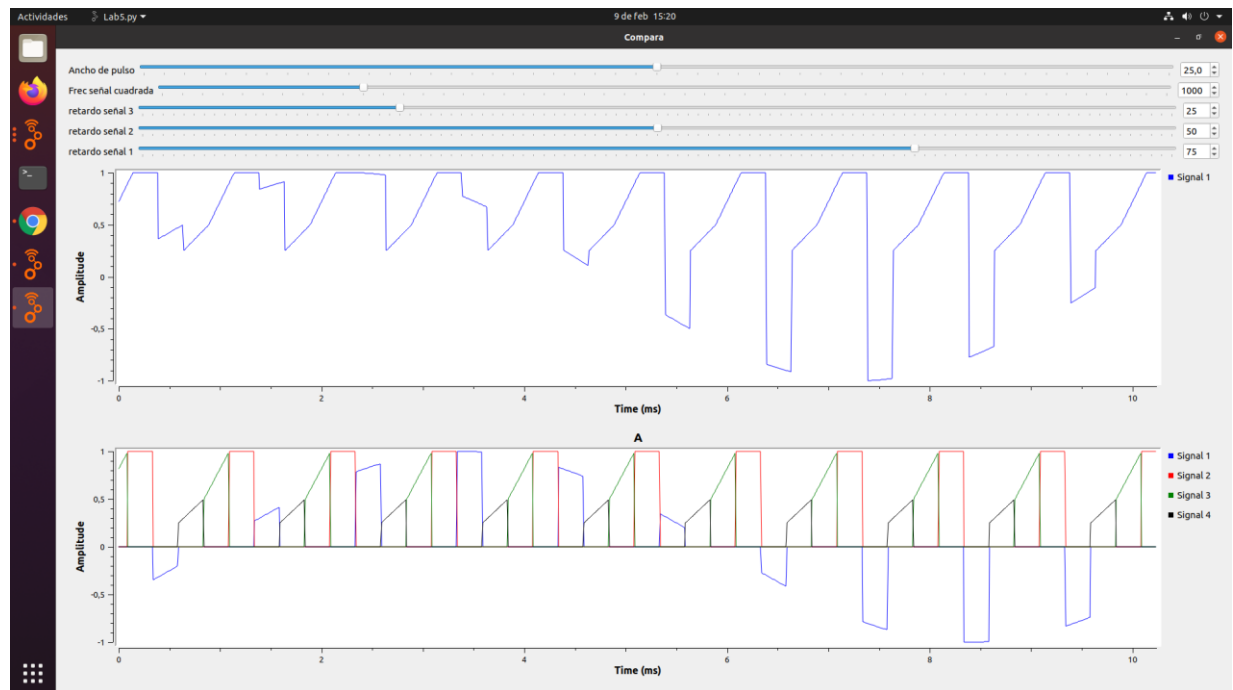 Actividades Lab5.py 9 de feb 15:20
Compara
Ancho de pulso 25,0
Frec señal cuadrada 1000
retardo señal 3 25
retardo señal 2 50
retardo señal 1 75
1
0,5
0
-0,5
-1
Amplitude
Signal 1
0 2 4 6 8 10
Time (ms)
A
1
0,5
0
-0,5
-1
Amplitude
Signal 1
Signal 2
Signal 3
Signal 4
0 2 4 6 8 10
Time (ms)